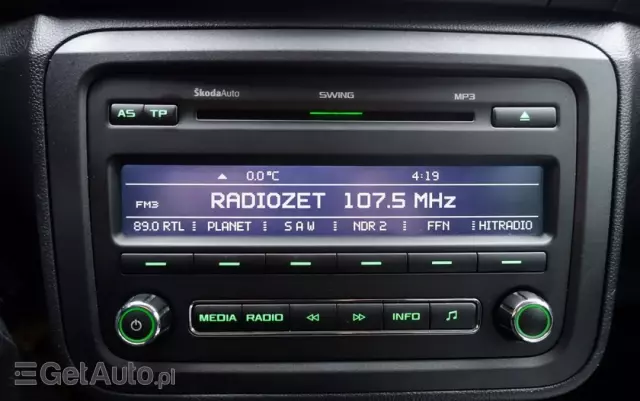 ŠkodaAuto SWING MP3
AS TP
0.0°C 4:19
FM3 RADIOZET 107.5 MHz
89.0 RTL PLANET S A W NDR 2 FFN HITRADIO
MEDIA RADIO INFO
GetAuto.pl